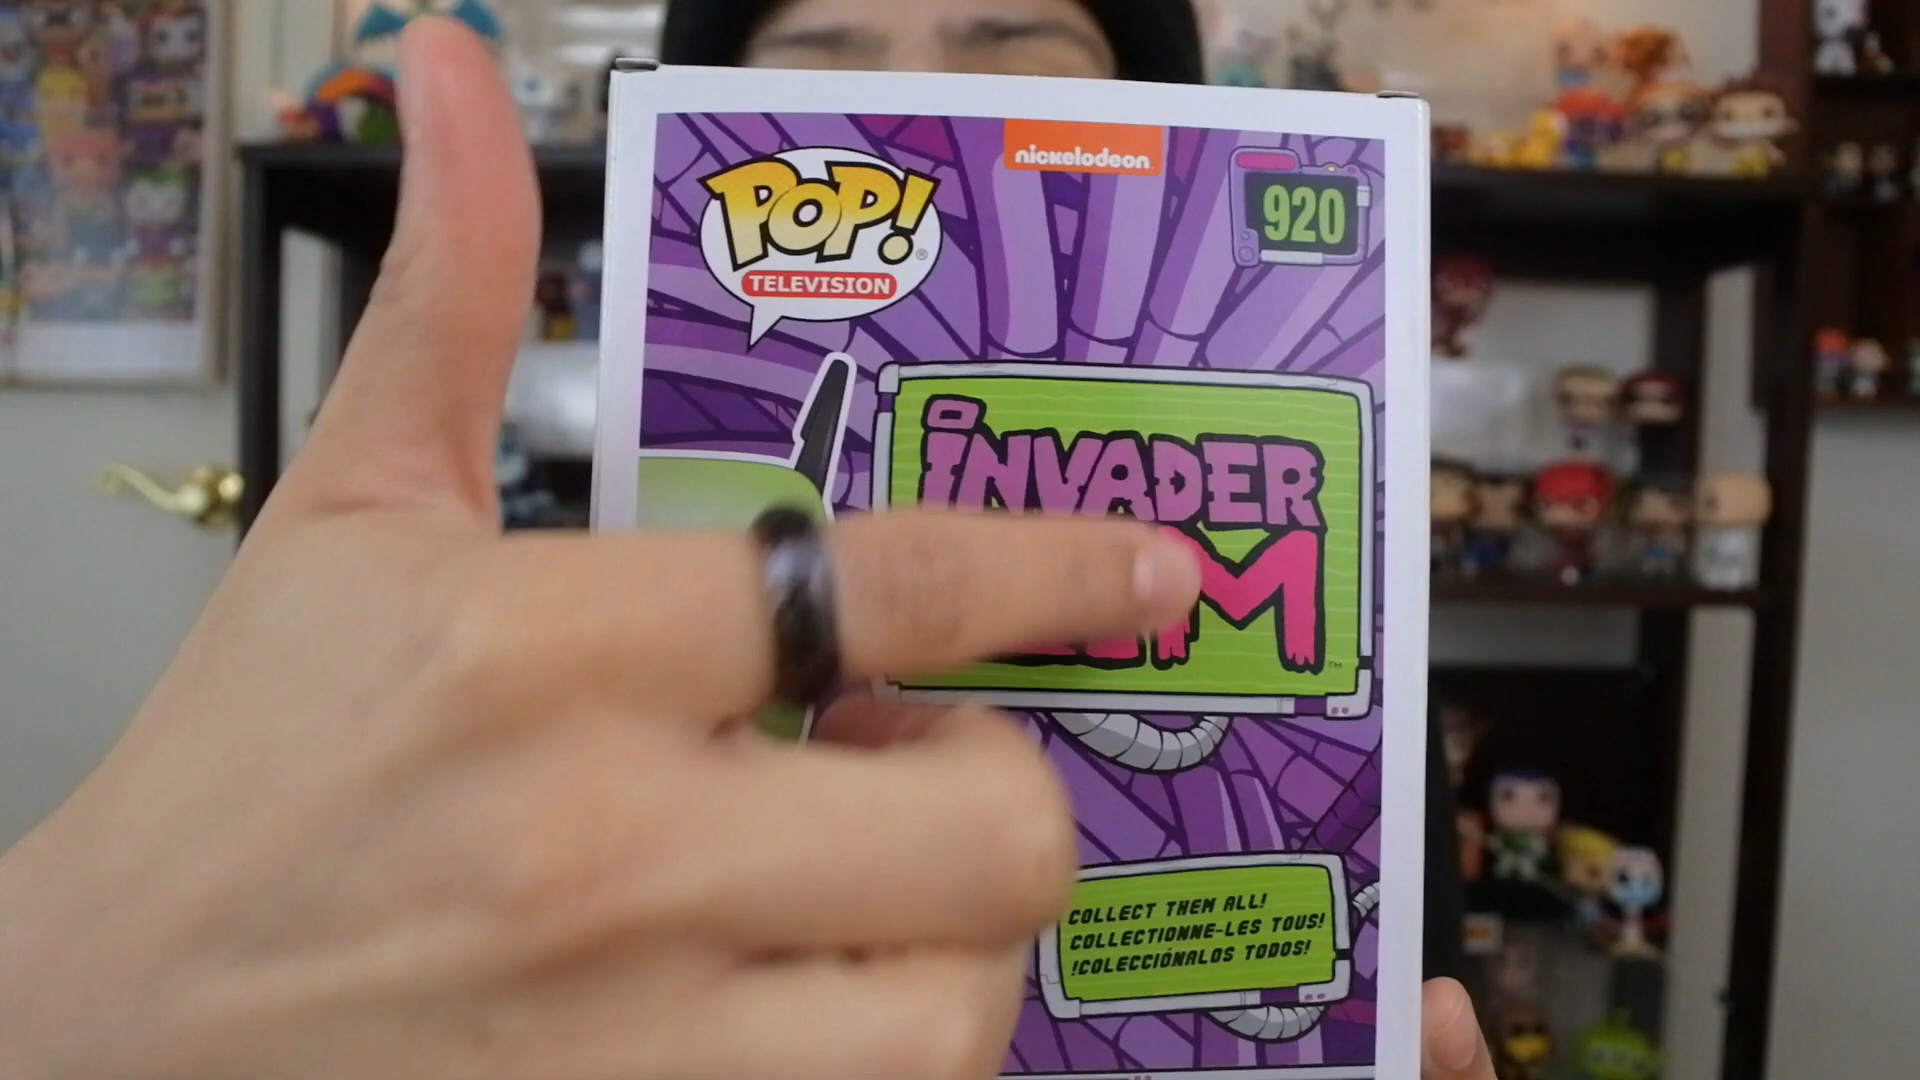 nickelodeon
POP!®
TELEVISION
920
INVADER
M
TM
COLLECT THEM ALL!
COLLECTIONNE-LES TOUS!
¡COLECCIÓNALOS TODOS!